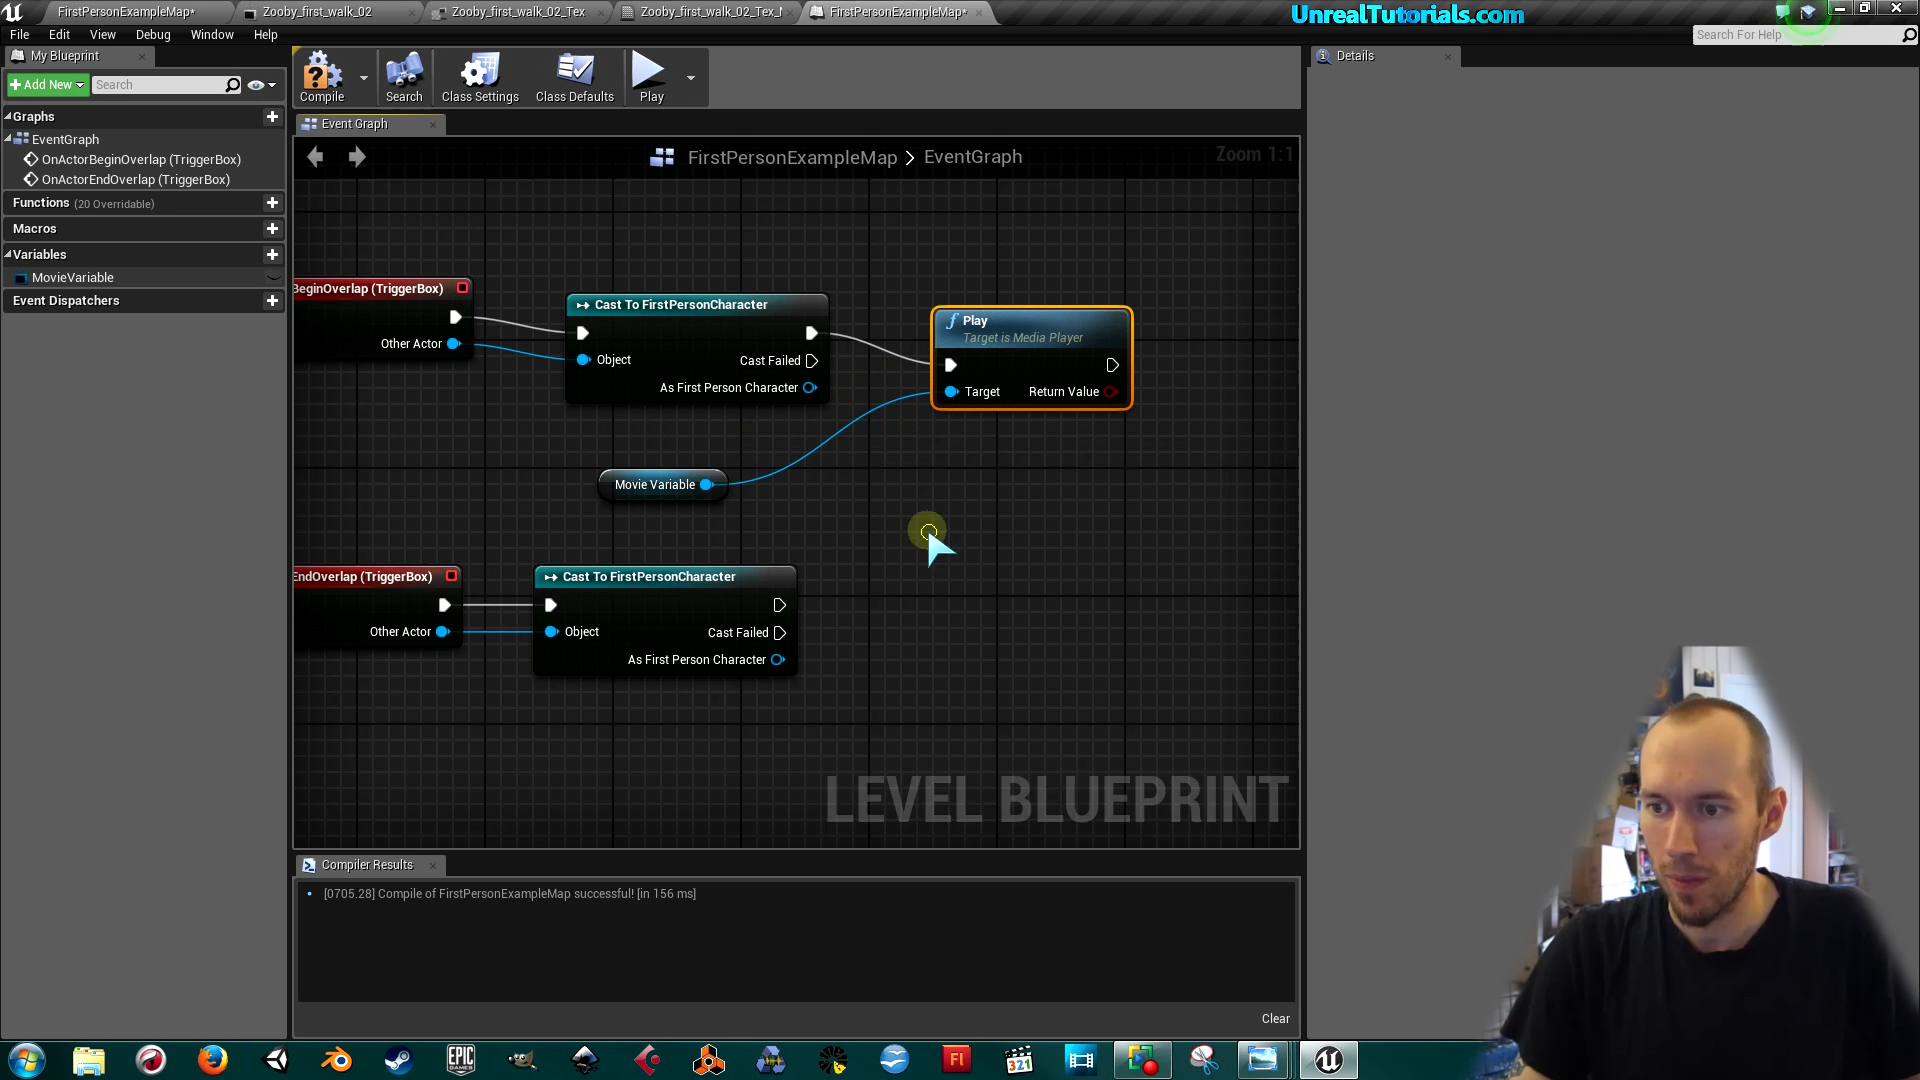 FirstPersonExampleMap*
Zooby_first_walk_02
Zooby_first_walk_02_Tex
Zooby_first_walk_02_Tex_M
FirstPersonExampleMap*
UnrealTutorials.com
File Edit View Debug Window Help
Search For Help
My Blueprint
Add New
Search
Graphs
EventGraph
OnActorBeginOverlap (TriggerBox)
OnActorEndOverlap (TriggerBox)
Functions (20 Overridable)
Macros
Variables
MovieVariable
Event Dispatchers
Compile
Search
Class Settings
Class Defaults
Play
Event Graph
FirstPersonExampleMap > EventGraph
Zoom 1:1
BeginOverlap (TriggerBox)
Other Actor
Cast To FirstPersonCharacter
Object
Cast Failed
As First Person Character
f Play
Target is Media Player
Target
Return Value
Movie Variable
EndOverlap (TriggerBox)
Other Actor
Cast To FirstPersonCharacter
Object
Cast Failed
As First Person Character
LEVEL BLUEPRINT
Compiler Results
[0705.28] Compile of FirstPersonExampleMap successful! [in 156 ms]
Clear
Details
EPIC
GAMES
Fl
321